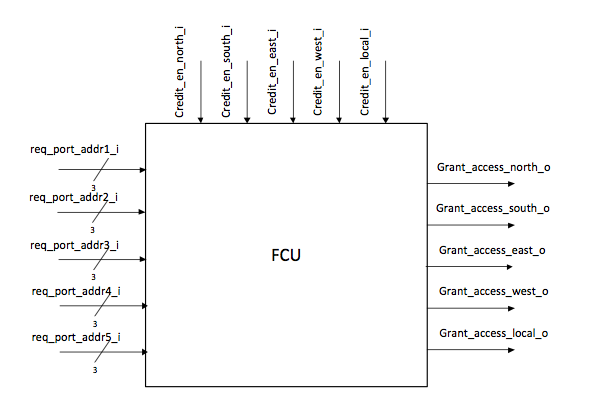 Credit_en_north_i
Credit_en_south_i
Credit_en_east_i
Credit_en_west_i
Credit_en_local_i
req_port_addr1_i
3
req_port_addr2_i
3
req_port_addr3_i
3
req_port_addr4_i
3
req_port_addr5_i
3
FCU
Grant_access_north_o
Grant_access_south_o
Grant_access_east_o
Grant_access_west_o
Grant_access_local_o